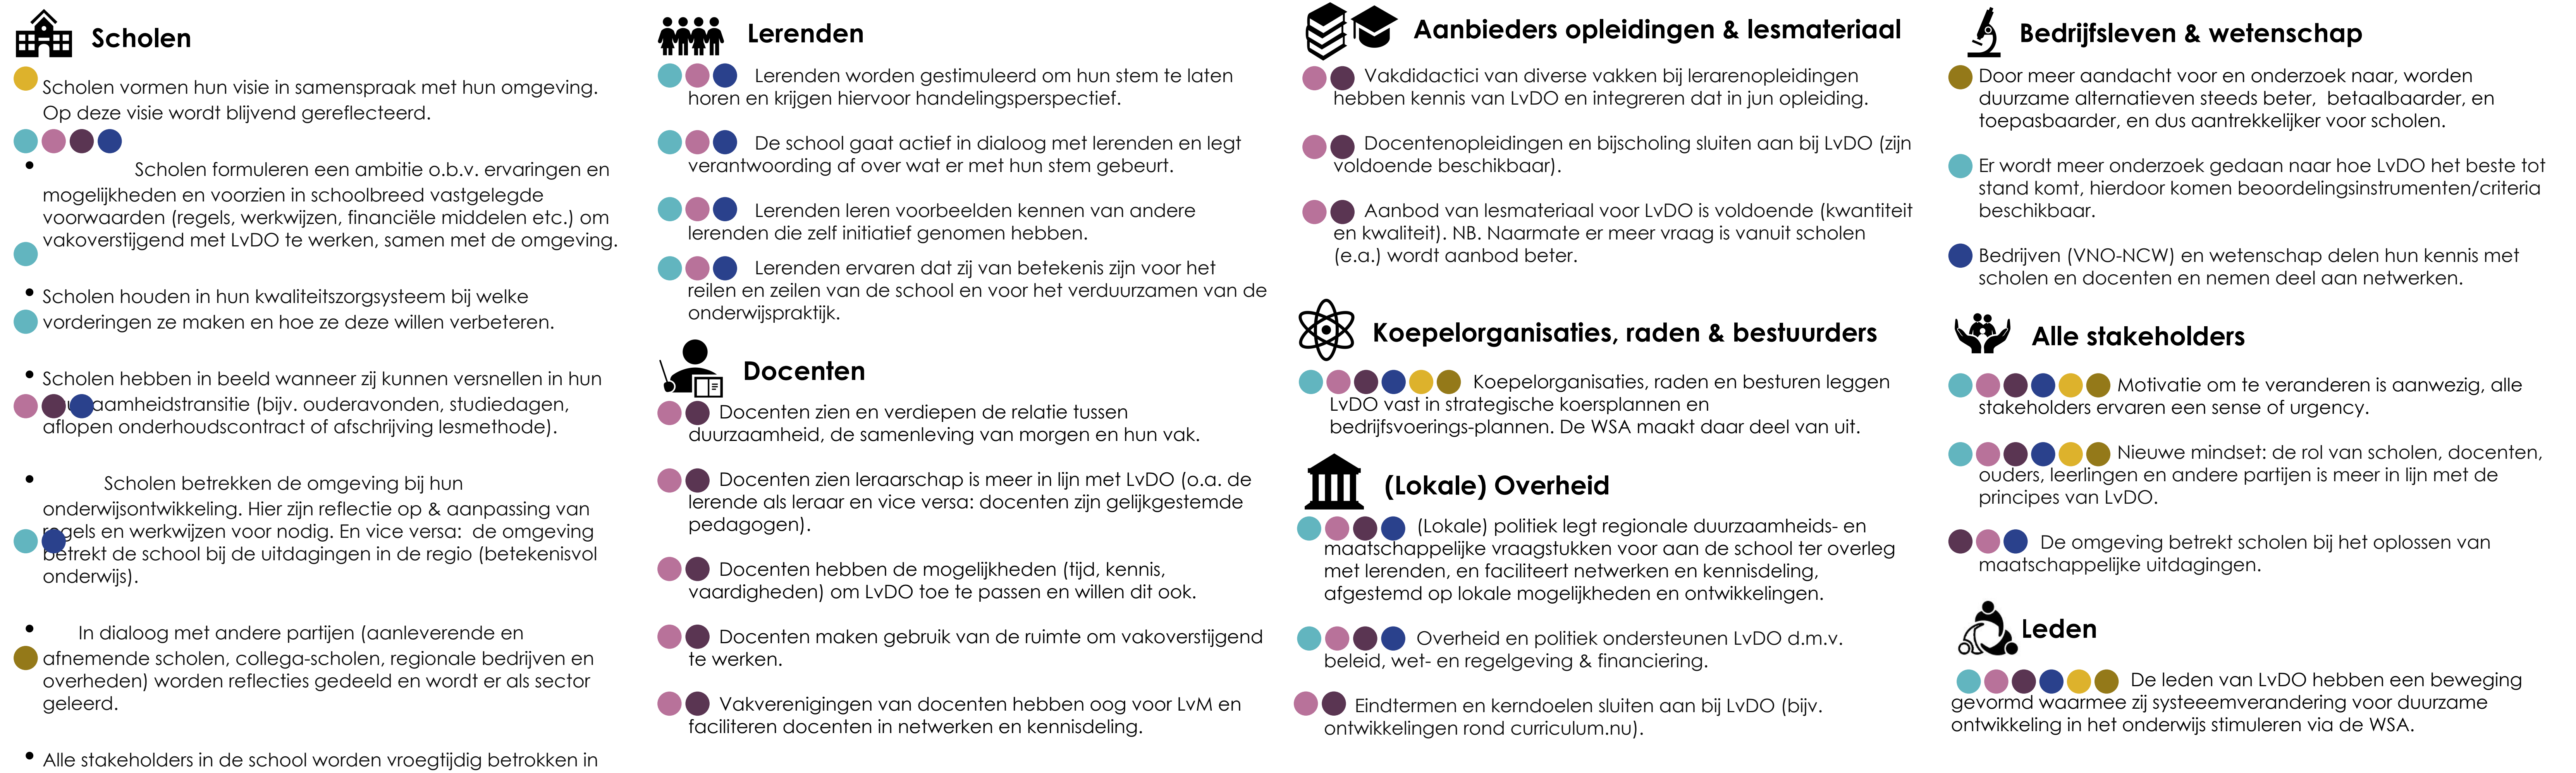 Scholen
Scholen vormen hun visie in samenspraak met hun omgeving.
Op deze visie wordt blijvend gereflecteerd.
Scholen formuleren een ambitie o.b.v. ervaringen en
mogelijkheden en voorzien in schoolbreed vastgelegde
voorwaarden (regels, werkwijzen, financiële middelen etc.) om
vakoverstijgend met LvDO te werken, samen met de omgeving.
• Scholen houden in hun kwaliteitszorgsysteem bij welke
vorderingen ze maken en hoe ze deze willen verbeteren.
• Scholen hebben in beeld wanneer zij kunnen versnellen in hun
aamheidstransitie (bijv. ouderavonden, studiedagen,
aflopen onderhoudscontract of afschrijving lesmethode).
• Scholen betrekken de omgeving bij hun
onderwijsontwikkeling. Hier zijn reflectie op & aanpassing van
regels en werkwijzen voor nodig. En vice versa: de omgeving
betrekt de school bij de uitdagingen in de regio (betekenisvol
onderwijs).
• In dialoog met andere partijen (aanleverende en
afnemende scholen, collega-scholen, regionale bedrijven en
overheden) worden reflecties gedeeld en wordt er als sector
geleerd.
• Alle stakeholders in de school worden vroegtijdig betrokken in
Lerenden
Lerenden worden gestimuleerd om hun stem te laten
horen en krijgen hiervoor handelingsperspectief.
De school gaat actief in dialoog met lerenden en legt
verantwoording af over wat er met hun stem gebeurt.
Lerenden leren voorbeelden kennen van andere
lerenden die zelf initiatief genomen hebben.
Lerenden ervaren dat zij van betekenis zijn voor het
reilen en zeilen van de school en voor het verduurzamen van de
onderwijspraktijk.
Docenten
Docenten zien en verdiepen de relatie tussen
duurzaamheid, de samenleving van morgen en hun vak.
Docenten zien leraarschap is meer in lijn met LvDO (o.a. de
lerende als leraar en vice versa: docenten zijn gelijkgestemde
pedagogen).
Docenten hebben de mogelijkheden (tijd, kennis,
vaardigheden) om LvDO toe te passen en willen dit ook.
Docenten maken gebruik van de ruimte om vakoverstijgend
te werken.
Vakverenigingen van docenten hebben oog voor LvM en
faciliteren docenten in netwerken en kennisdeling.
Aanbieders opleidingen & lesmateriaal
Vakdidactici van diverse vakken bij lerarenopleidingen
hebben kennis van LvDO en integreren dat in jun opleiding.
Docentenopleidingen en bijscholing sluiten aan bij LvDO (zijn
voldoende beschikbaar).
Aanbod van lesmateriaal voor LvDO is voldoende (kwantiteit
en kwaliteit). NB. Naarmate er meer vraag is vanuit scholen
(e.a.) wordt aanbod beter.
Koepelorganisaties, raden & bestuurders
Koepelorganisaties, raden en besturen leggen
LvDO vast in strategische koersplannen en
bedrijfsvoerings-plannen. De WSA maakt daar deel van uit.
(Lokale) Overheid
(Lokale) politiek legt regionale duurzaamheids- en
maatschappelijke vraagstukken voor aan de school ter overleg
met lerenden, en faciliteert netwerken en kennisdeling,
afgestemd op lokale mogelijkheden en ontwikkelingen.
Overheid en politiek ondersteunen LvDO d.m.v.
beleid, wet- en regelgeving & financiering.
Eindtermen en kerndoelen sluiten aan bij LvDO (bijv.
ontwikkelingen rond curriculum.nu).
Bedrijfsleven & wetenschap
Door meer aandacht voor en onderzoek naar, worden
duurzame alternatieven steeds beter, betaalbaarder, en
toepasbaarder, en dus aantrekkelijker voor scholen.
Er wordt meer onderzoek gedaan naar hoe LvDO het beste tot
stand komt, hierdoor komen beoordelingsinstrumenten/criteria
beschikbaar.
Bedrijven (VNO-NCW) en wetenschap delen hun kennis met
scholen en docenten en nemen deel aan netwerken.
Alle stakeholders
Motivatie om te veranderen is aanwezig, alle
stakeholders ervaren een sense of urgency.
Nieuwe mindset: de rol van scholen, docenten,
ouders, leerlingen en andere partijen is meer in lijn met de
principes van LvDO.
De omgeving betrekt scholen bij het oplossen van
maatschappelijke uitdagingen.
Leden
De leden van LvDO hebben een beweging
gevormd waarmee zij systeeemverandering voor duurzame
ontwikkeling in het onderwijs stimuleren via de WSA.